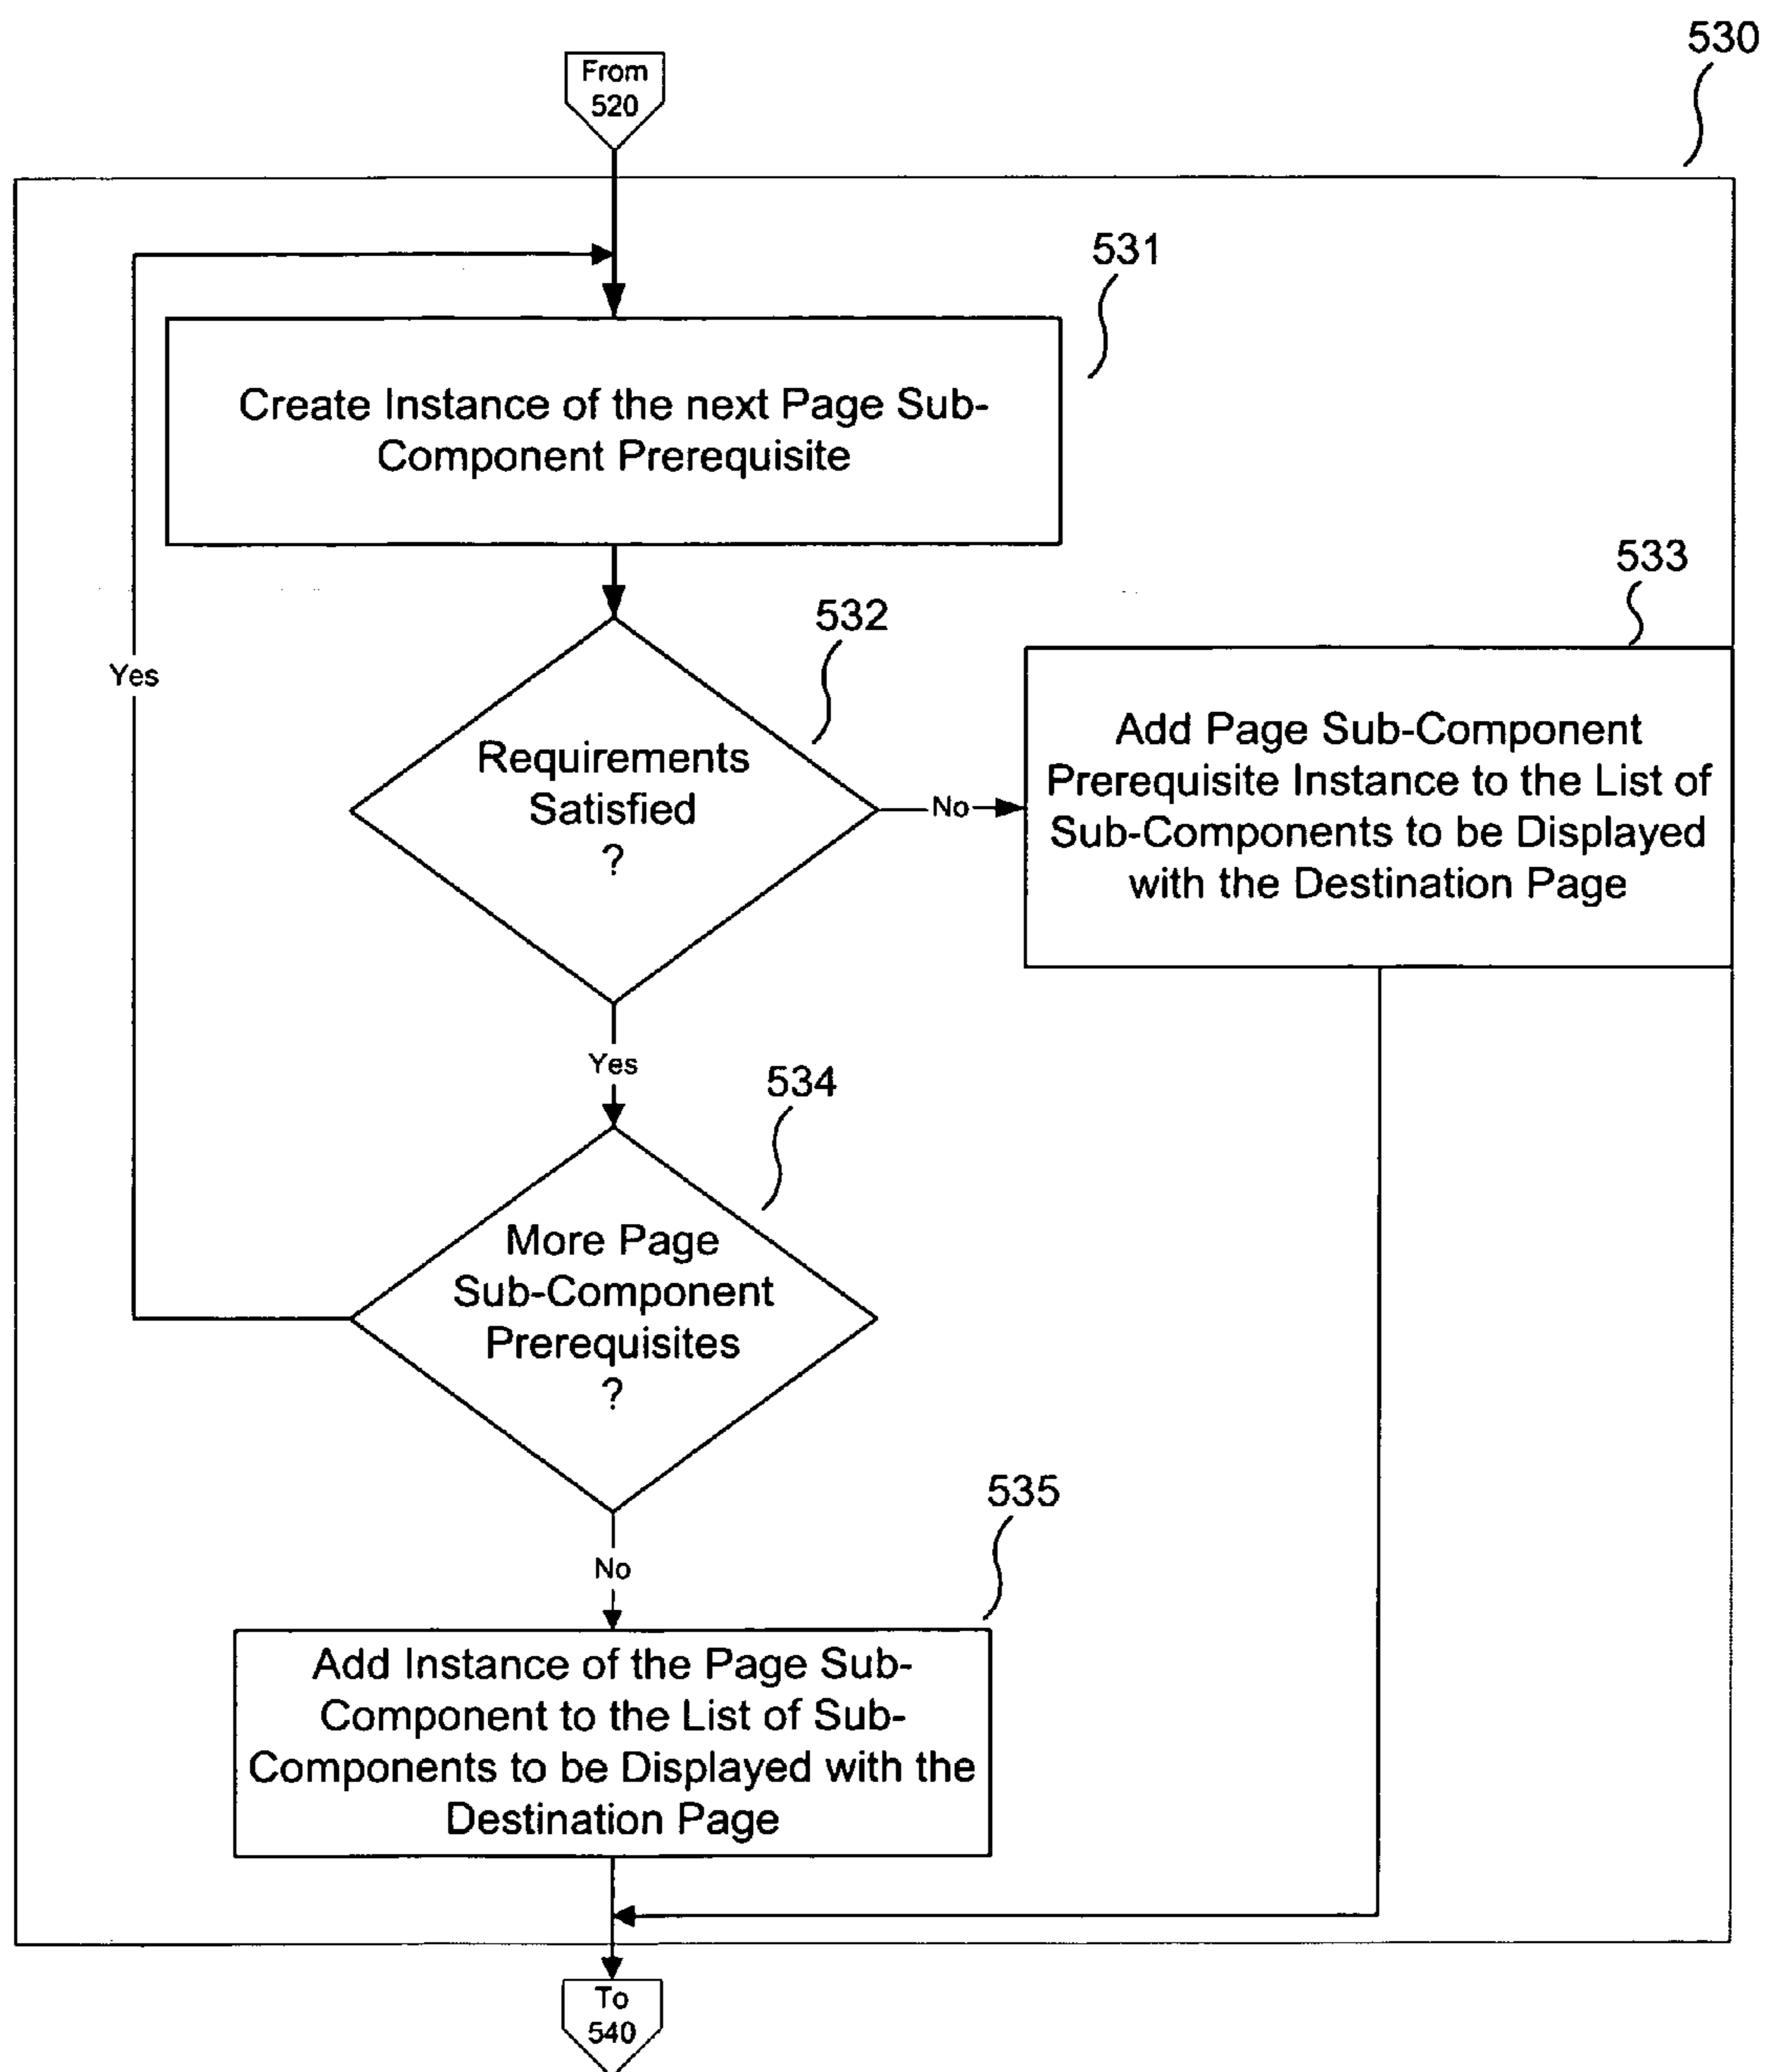 530
From
520
531
Create Instance of the next Page Sub-
Component Prerequisite
532
533
Yes
Requirements
Satisfied
?
No
Add Page Sub-Component
Prerequisite Instance to the List of
Sub-Components to be Displayed
with the Destination Page
Yes
534
More Page
Sub-Component
Prerequisites
?
No
535
Add Instance of the Page Sub-
Component to the List of Sub-
Components to be Displayed with the
Destination Page
To
540